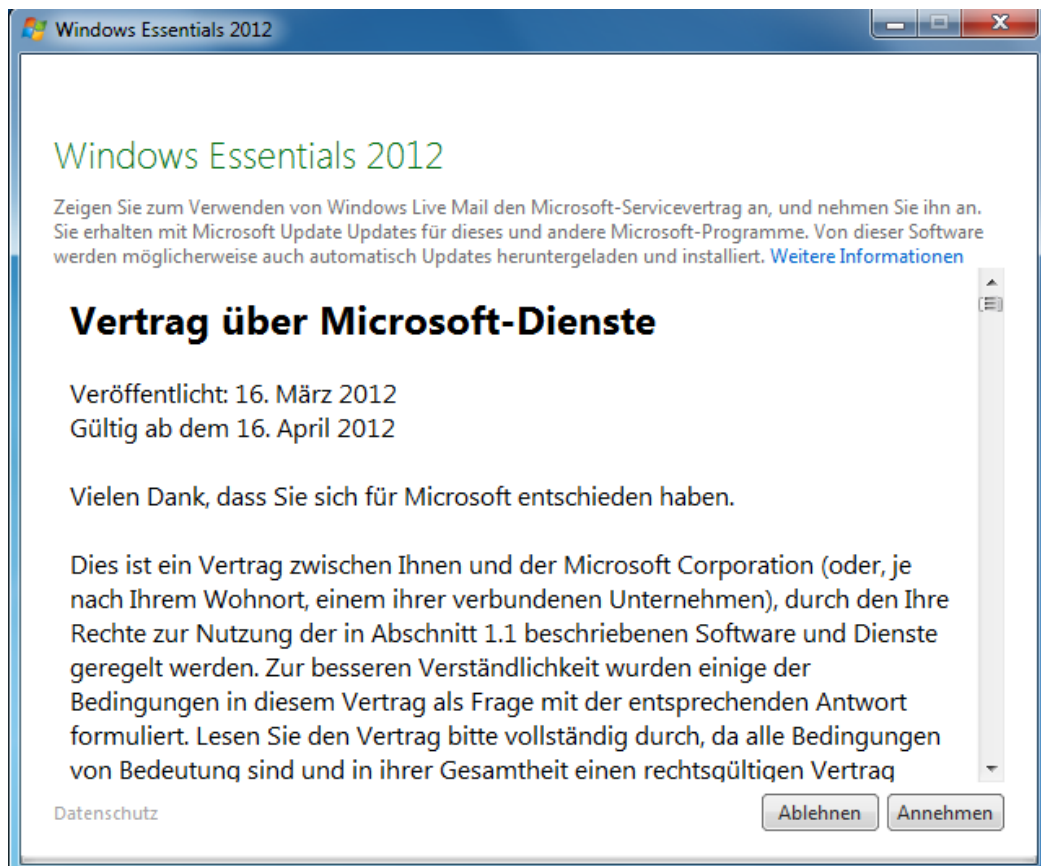 Windows Essentials 2012
Windows Essentials 2012
Zeigen Sie zum Verwenden von Windows Live Mail den Microsoft-Servicevertrag an, und nehmen Sie ihn an.
Sie erhalten mit Microsoft Update Updates für dieses und andere Microsoft-Programme. Von dieser Software
werden möglicherweise auch automatisch Updates heruntergeladen und installiert. Weitere Informationen
Vertrag über Microsoft-Dienste
Veröffentlicht: 16. März 2012
Gültig ab dem 16. April 2012
Vielen Dank, dass Sie sich für Microsoft entschieden haben.
Dies ist ein Vertrag zwischen Ihnen und der Microsoft Corporation (oder, je
nach Ihrem Wohnort, einem ihrer verbundenen Unternehmen), durch den Ihre
Rechte zur Nutzung der in Abschnitt 1.1 beschriebenen Software und Dienste
geregelt werden. Zur besseren Verständlichkeit wurden einige der
Bedingungen in diesem Vertrag als Frage mit der entsprechenden Antwort
formuliert. Lesen Sie den Vertrag bitte vollständig durch, da alle Bedingungen
von Bedeutung sind und in ihrer Gesamtheit einen rechtsgültigen Vertrag
Datenschutz
Ablehnen
Annehmen